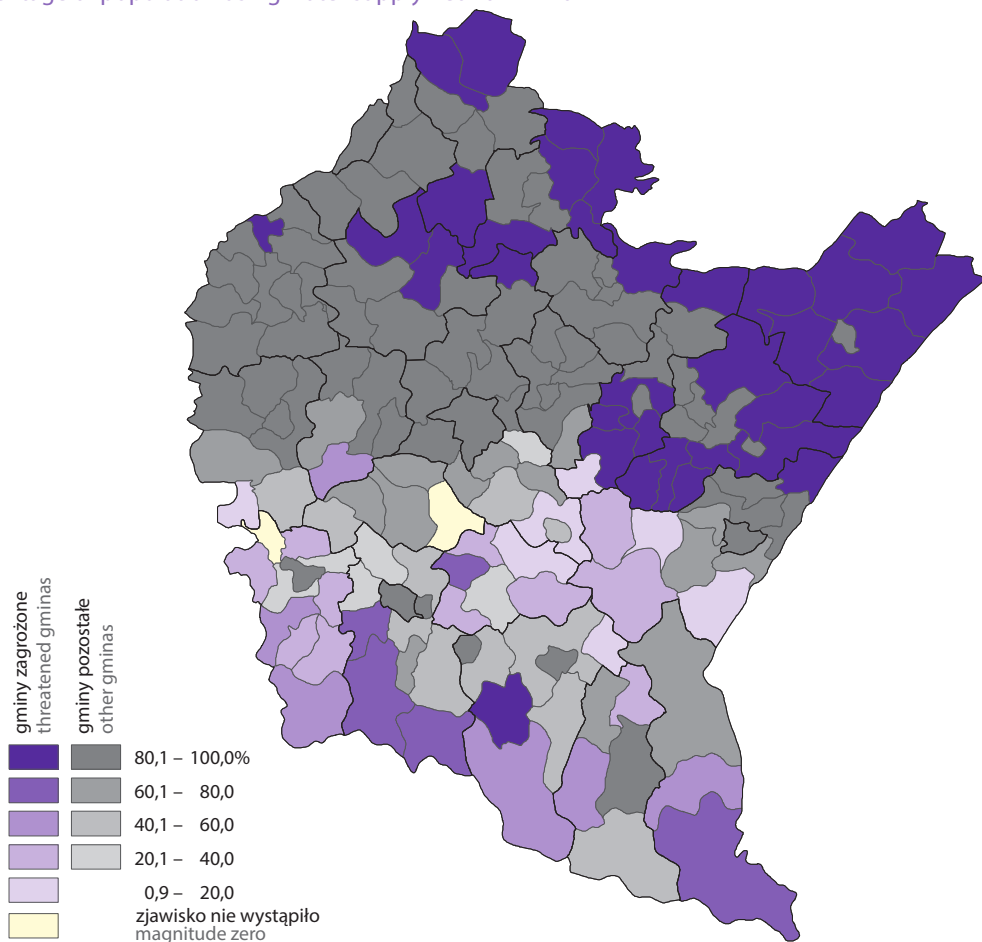 gminy zagrożone
threatened gminas
gminy pozostałe
other gminas
80,1 – 100,0%
60,1 – 80,0
40,1 – 60,0
20,1 – 40,0
0,9 – 20,0
zjawisko nie wystąpiło
magnitude zero